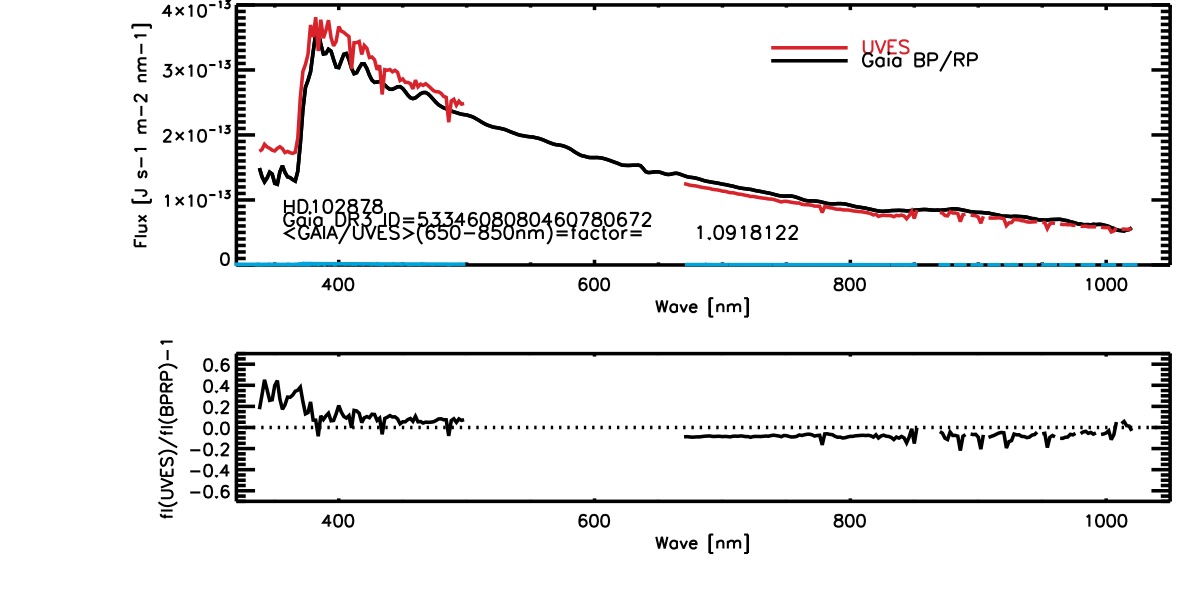 4×10−13
3×10−13
2×10−13
1×10−13
0
Flux [J s−1 m−2 nm−1]
UVES
Gaia BP/RP
HD102878
Gaia DR3 ID=5334608080460780672
<GAIA/UVES>(650−850nm)=factor= 1.0918122
400 600 800 1000
Wave [nm]
0.6
0.4
0.2
0.0
−0.2
−0.4
−0.6
fl(UVES)/fl(BPRP)−1
400 600 800 1000
Wave [nm]